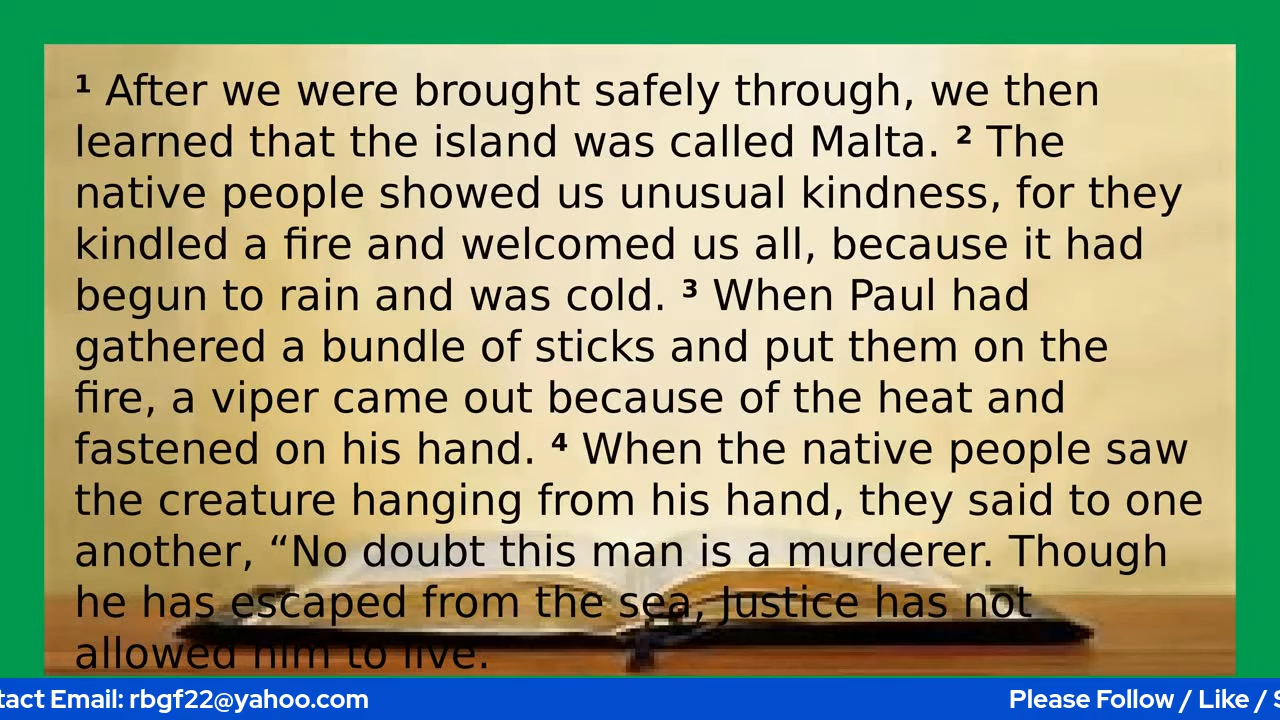 ¹ After we were brought safely through, we then
learned that the island was called Malta. ² The
native people showed us unusual kindness, for they
kindled a fire and welcomed us all, because it had
begun to rain and was cold. ³ When Paul had
gathered a bundle of sticks and put them on the
fire, a viper came out because of the heat and
fastened on his hand. ⁴ When the native people saw
the creature hanging from his hand, they said to one
another, “No doubt this man is a murderer. Though
he has escaped from the sea, Justice has not
allowed him to live.
tact Email: rbgf22@yahoo.com
Please Follow / Like /